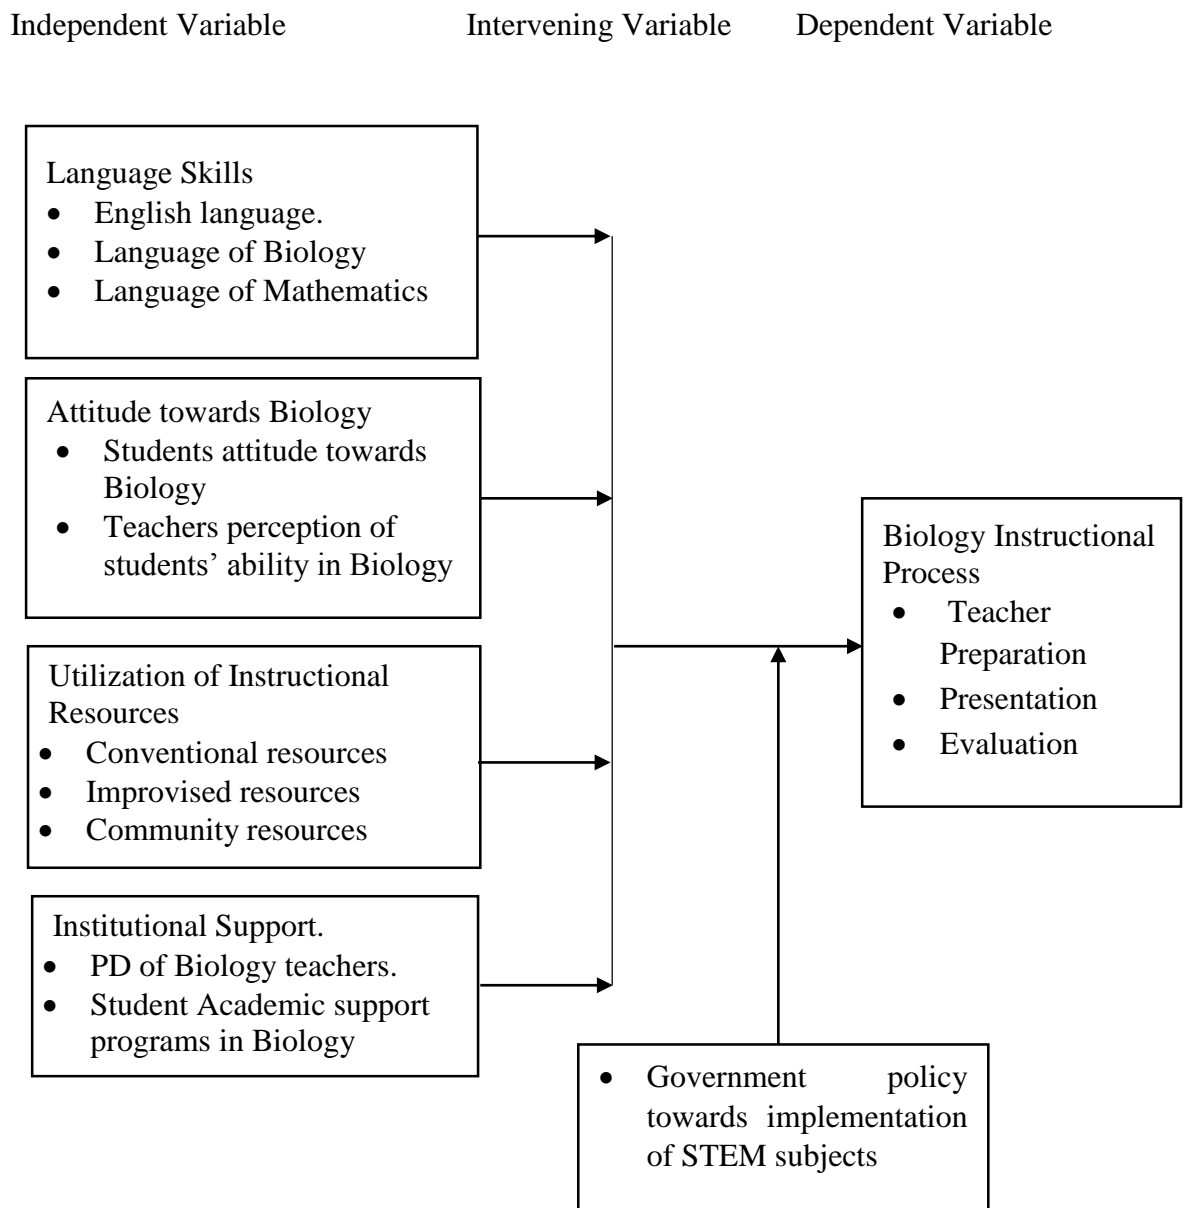 Independent Variable
Intervening Variable
Dependent Variable
Language Skills
• English language.
• Language of Biology
• Language of Mathematics
Attitude towards Biology
• Students attitude towards
Biology
• Teachers perception of
students’ ability in Biology
Utilization of Instructional
Resources
• Conventional resources
• Improvised resources
• Community resources
Institutional Support.
• PD of Biology teachers.
• Student Academic support
programs in Biology
• Government policy
towards implementation
of STEM subjects
Biology Instructional
Process
• Teacher
Preparation
• Presentation
• Evaluation